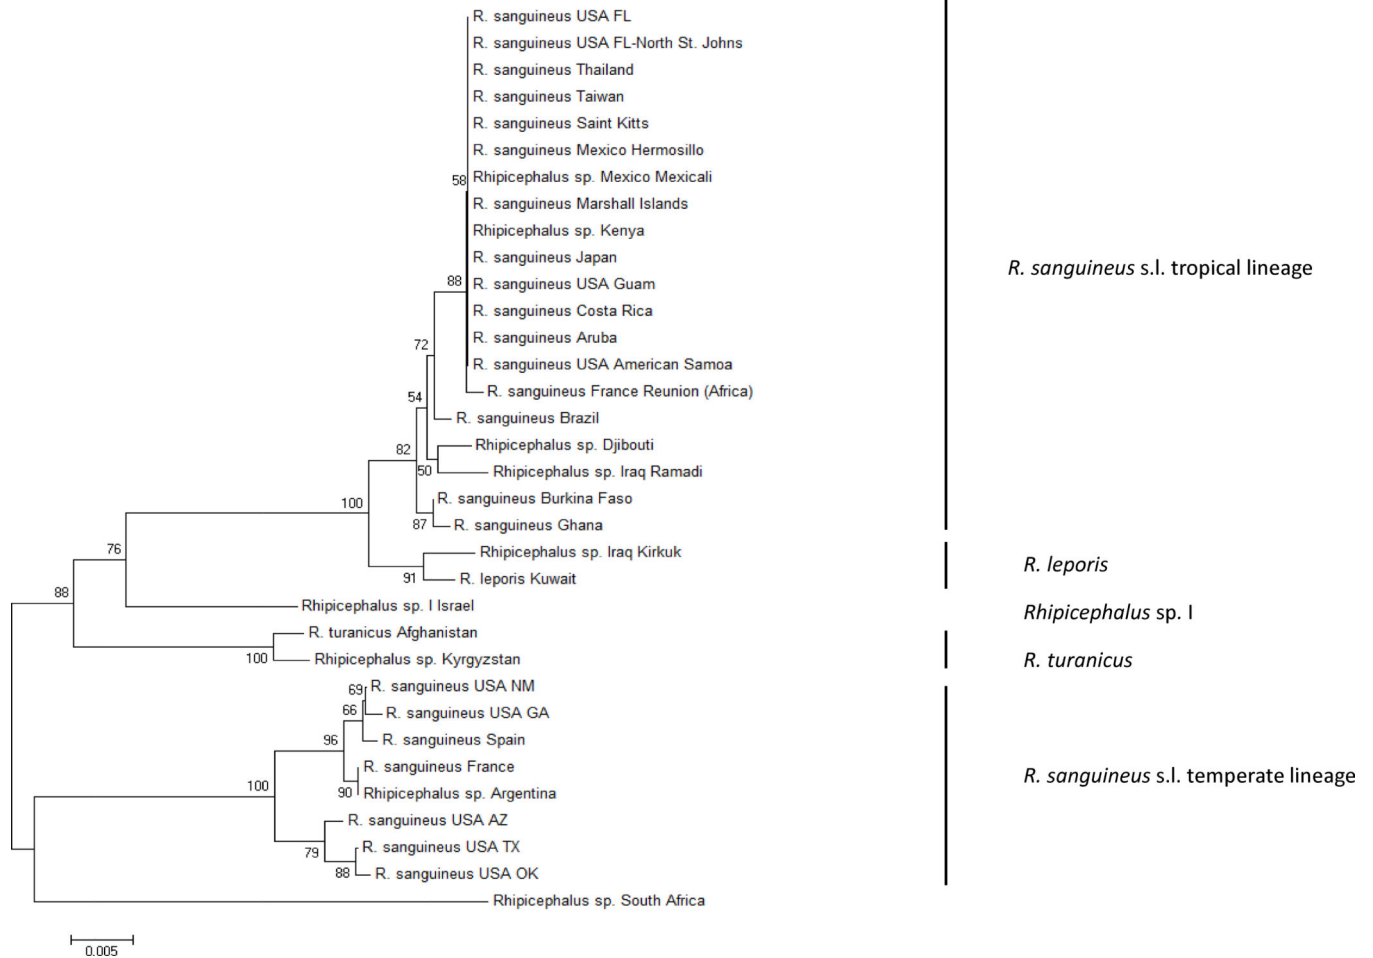 R. sanguineus USA FL
R. sanguineus USA FL-North St. Johns
R. sanguineus Thailand
R. sanguineus Taiwan
R. sanguineus Saint Kitts
R. sanguineus Mexico Hermosillo
58 Rhipicephalus sp. Mexico Mexicali
R. sanguineus Marshall Islands
Rhipicephalus sp. Kenya
R. sanguineus Japan
R. sanguineus s.l. tropical lineage
88 R. sanguineus USA Guam
R. sanguineus Costa Rica
R. sanguineus Aruba
72
R. sanguineus USA American Samoa
R. sanguineus France Reunion (Africa)
54
R. sanguineus Brazil
82 Rhipicephalus sp. Djibouti
50 Rhipicephalus sp. Iraq Ramadi
R. sanguineus Burkina Faso
100
87 R. sanguineus Ghana
76 Rhipicephalus sp. Iraq Kirkuk
R. leporis
91 R. leporis Kuwait
88
Rhipicephalus sp. I Israel
Rhipicephalus sp. I
R. turanicus Afghanistan
100 Rhipicephalus sp. Kyrgyzstan
R. turanicus
69 R. sanguineus USA NM
66 R. sanguineus USA GA
96 R. sanguineus Spain
R. sanguineus France
R. sanguineus s.l. temperate lineage
100
90 Rhipicephalus sp. Argentina
R. sanguineus USA AZ
79 R. sanguineus USA TX
88 R. sanguineus USA OK
Rhipicephalus sp. South Africa
0.005